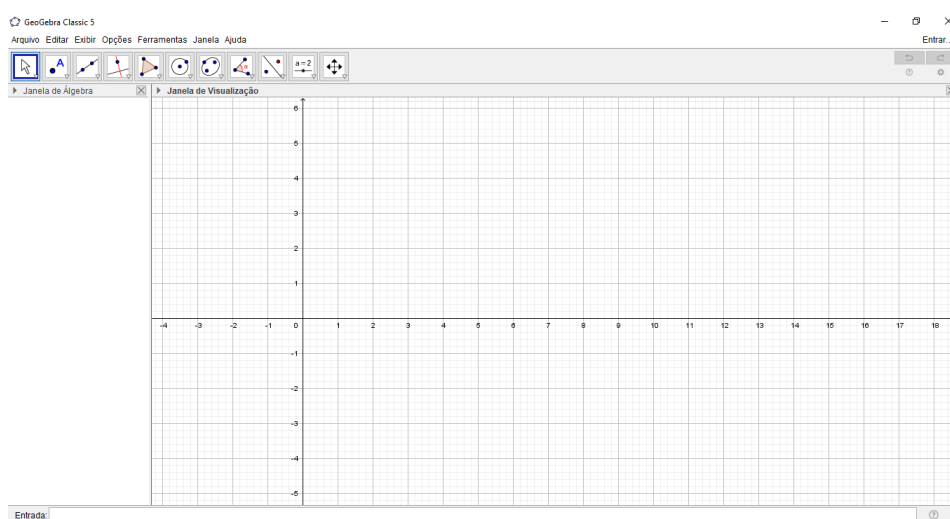 GeoGebra Classic 5
Arquivo Editar Exibir Opções Ferramentas Janela Ajuda Entrar...
A α a = 2
Janela de Álgebra Janela de Visualização
6
5
4
3
2
1
-4 -3 -2 -1 0 1 2 3 4 5 6 7 8 9 10 11 12 13 14 15 16 17 18
-1
-2
-3
-4
-5
Entrada: